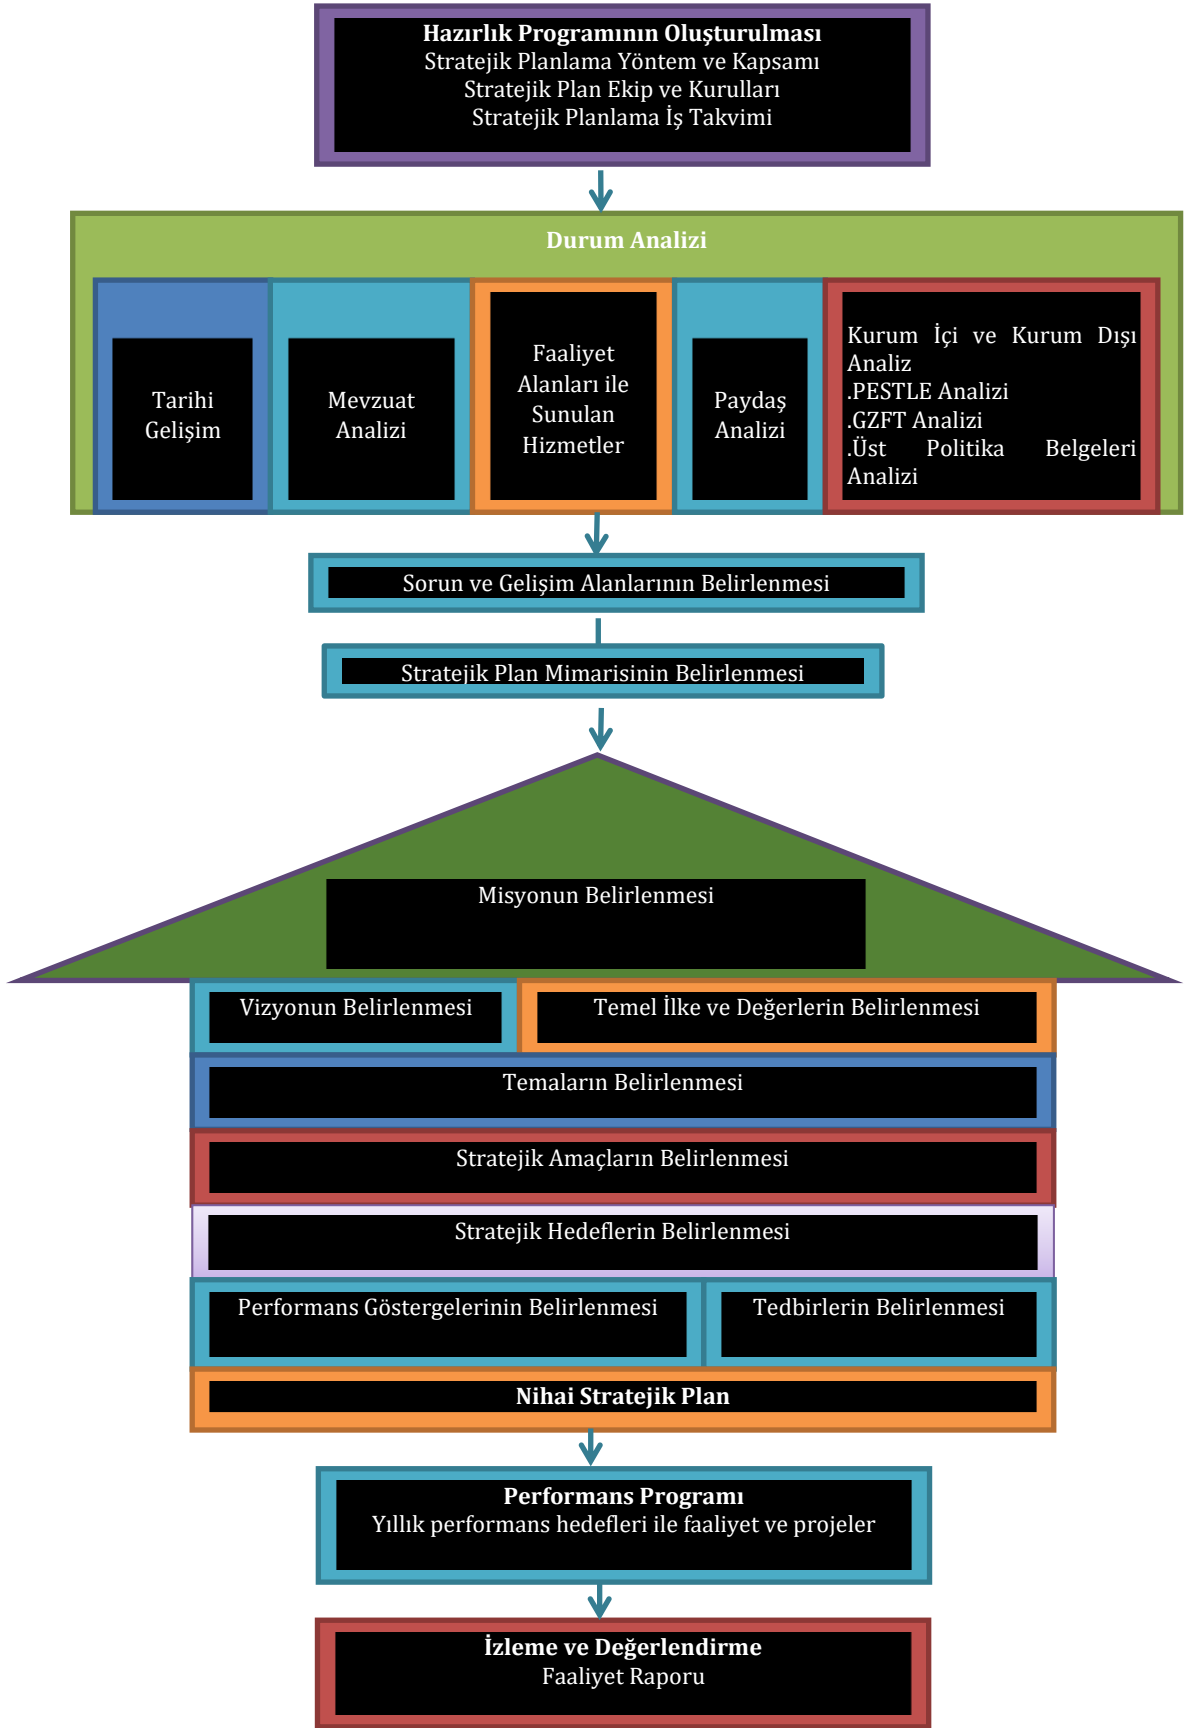 Hazırlık Programının Oluşturulması
Stratejik Planlama Yöntem ve Kapsamı
Stratejik Plan Ekip ve Kurulları
Stratejik Planlama İş Takvimi
Durum Analizi
Tarihi
Gelişim
Mevzuat
Analizi
Faaliyet
Alanları ile
Sunulan
Hizmetler
Paydaş
Analizi
Kurum İçi ve Kurum Dışı
Analiz
.PESTLE Analizi
.GZFT Analizi
.Üst Politika Belgeleri
Analizi
Sorun ve Gelişim Alanlarının Belirlenmesi
Stratejik Plan Mimarisinin Belirlenmesi
Misyonun Belirlenmesi
Vizyonun Belirlenmesi
Temel İlke ve Değerlerin Belirlenmesi
Temaların Belirlenmesi
Stratejik Amaçların Belirlenmesi
Stratejik Hedeflerin Belirlenmesi
Performans Göstergelerinin Belirlenmesi
Tedbirlerin Belirlenmesi
Nihai Stratejik Plan
Performans Programı
Yıllık performans hedefleri ile faaliyet ve projeler
İzleme ve Değerlendirme
Faaliyet Raporu